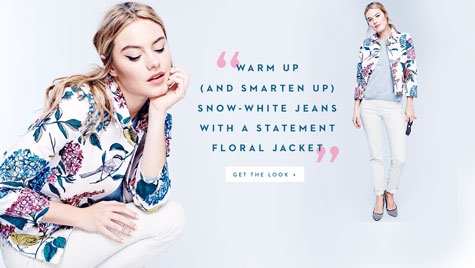 “WARM UP
(AND SMARTEN UP)
SNOW-WHITE JEANS
WITH A STATEMENT
FLORAL JACKET”
GET THE LOOK ›